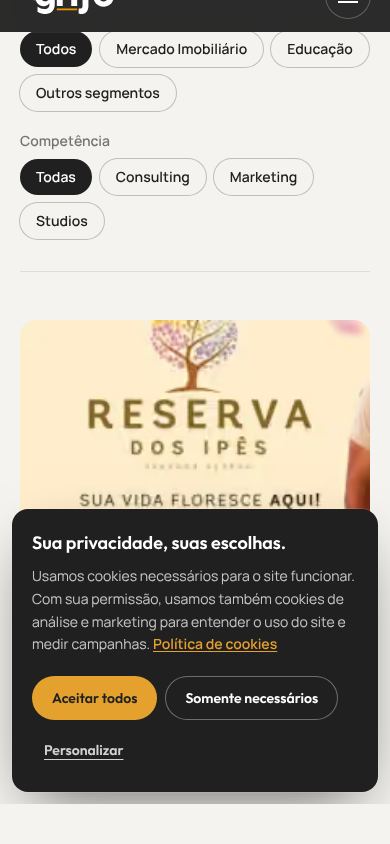 Todos
Mercado Imobiliário
Educação
Outros segmentos
Competência
Todas
Consulting
Marketing
Studios
RESERVA
DOS IPÊS
SUA VIDA FLORESCE AQUI!
Sua privacidade, suas escolhas.
Usamos cookies necessários para o site funcionar.
Com sua permissão, usamos também cookies de
análise e marketing para entender o uso do site e
medir campanhas. Política de cookies
Aceitar todos
Somente necessários
Personalizar